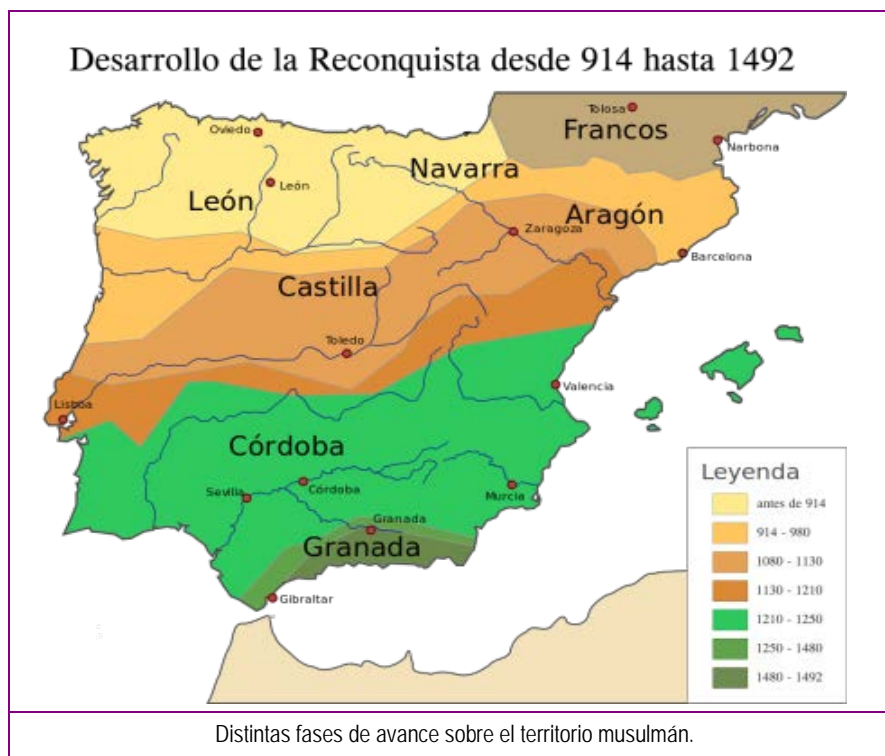 Desarrollo de la Reconquista desde 914 hasta 1492
Tolosa
Francos
Narbona
Oviedo
Navarra
León
León
Aragón
Zaragoza
Barcelona
Castilla
Toledo
Valencia
Lisboa
Córdoba
Córdoba
Sevilla
Murcia
Granada
Granada
Gibraltar
Leyenda
antes de 914
914 - 980
1080 - 1130
1130 - 1210
1210 - 1250
1250 - 1480
1480 - 1492
Distintas fases de avance sobre el territorio musulmán.